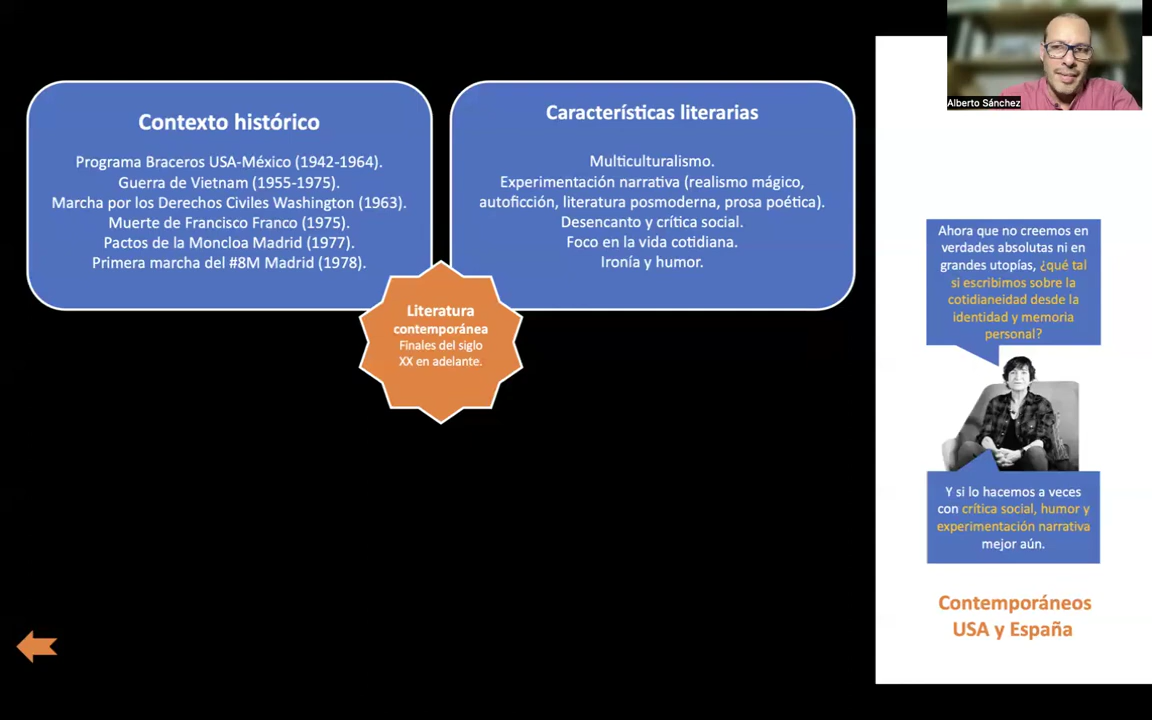 Alberto Sánchez
Contexto histórico
Programa Braceros USA-México (1942-1964).
Guerra de Vietnam (1955-1975).
Marcha por los Derechos Civiles Washington (1963).
Muerte de Francisco Franco (1975).
Pactos de la Moncloa Madrid (1977).
Primera marcha del #8M Madrid (1978).
Características literarias
Multiculturalismo.
Experimentación narrativa (realismo mágico,
autoficción, literatura posmoderna, prosa poética).
Desencanto y crítica social.
Foco en la vida cotidiana.
Ironía y humor.
Literatura
contemporánea
Finales del siglo
XX en adelante.
Ahora que no creemos en
verdades absolutas ni en
grandes utopías, ¿qué tal
si escribimos sobre la
cotidianeidad desde la
identidad y memoria
personal?
Y si lo hacemos a veces
con crítica social, humor y
experimentación narrativa
mejor aún.
Contemporáneos
USA y España